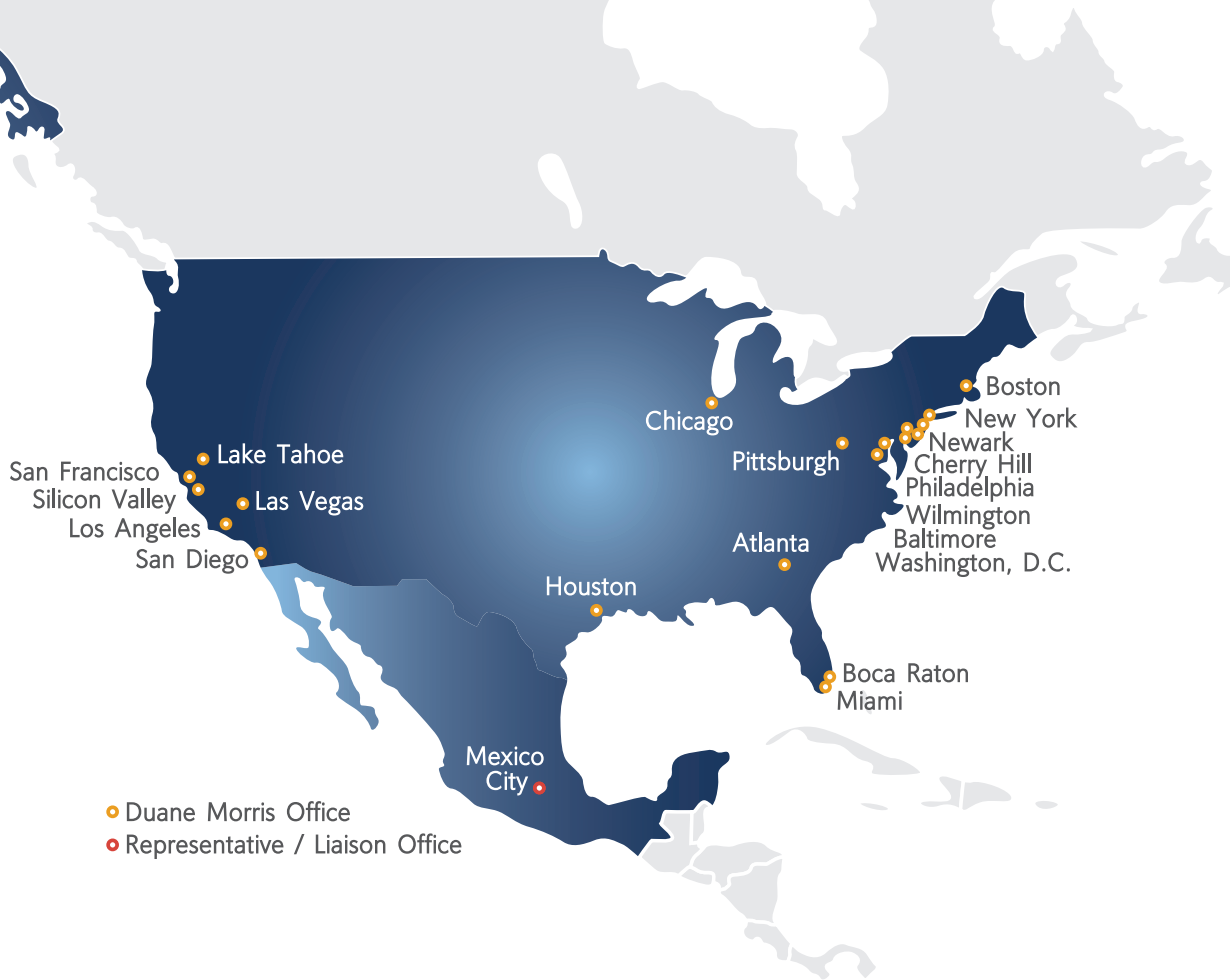 Boston
New York
Chicago
Newark
Pittsburgh
Cherry Hill
Lake Tahoe
San Francisco
Philadelphia
Silicon Valley
Las Vegas
Wilmington
Los Angeles
Baltimore
Atlanta
San Diego
Washington, D.C.
Houston
Boca Raton
Miami
Mexico
City
Duane Morris Office
Representative / Liaison Office